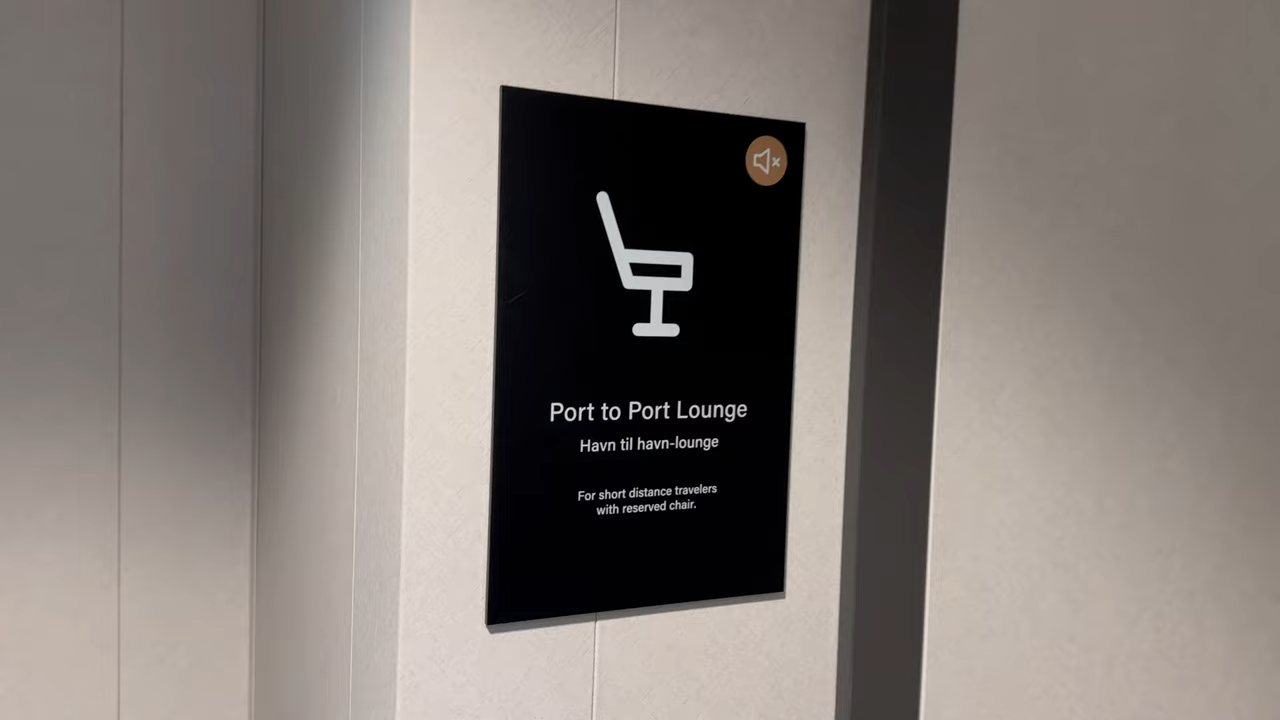 Port to Port Lounge
Havn til havn-lounge
For short distance travelers
with reserved chair.